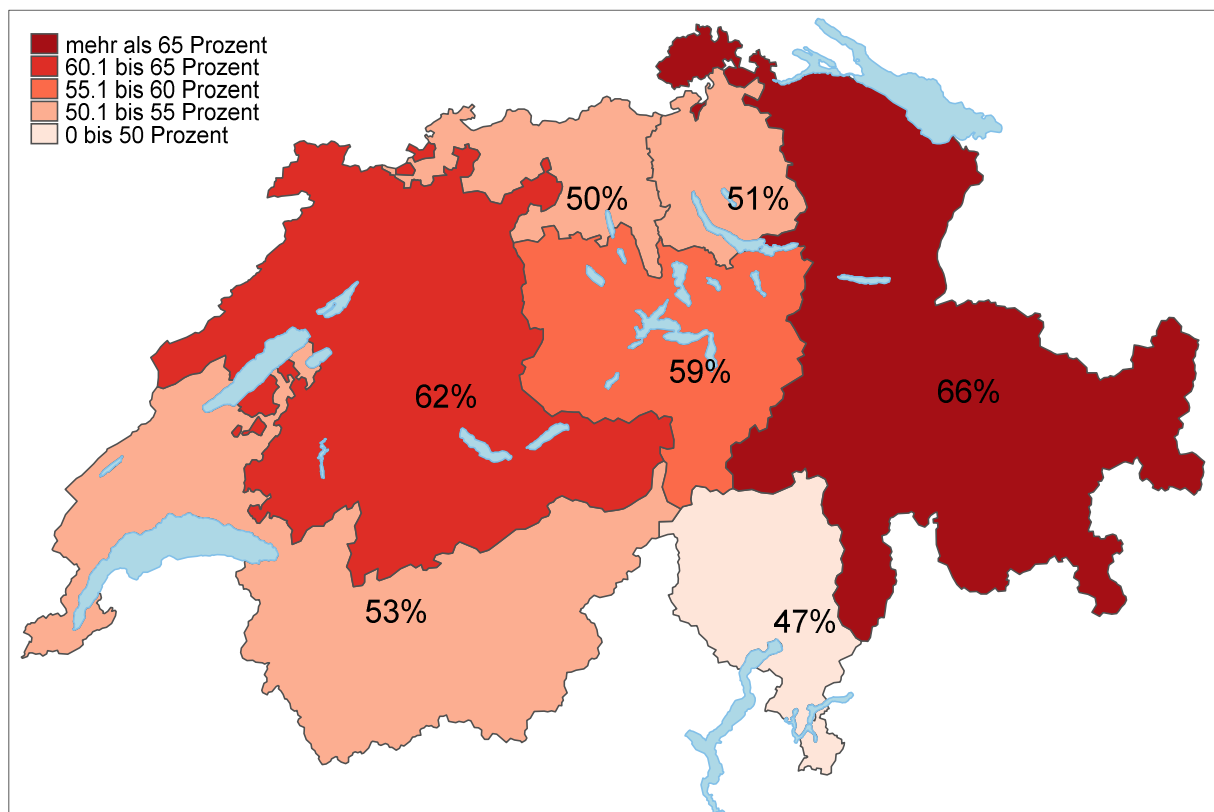 mehr als 65 Prozent
60.1 bis 65 Prozent
55.1 bis 60 Prozent
50.1 bis 55 Prozent
0 bis 50 Prozent
50%
51%
59%
62%
66%
53%
47%